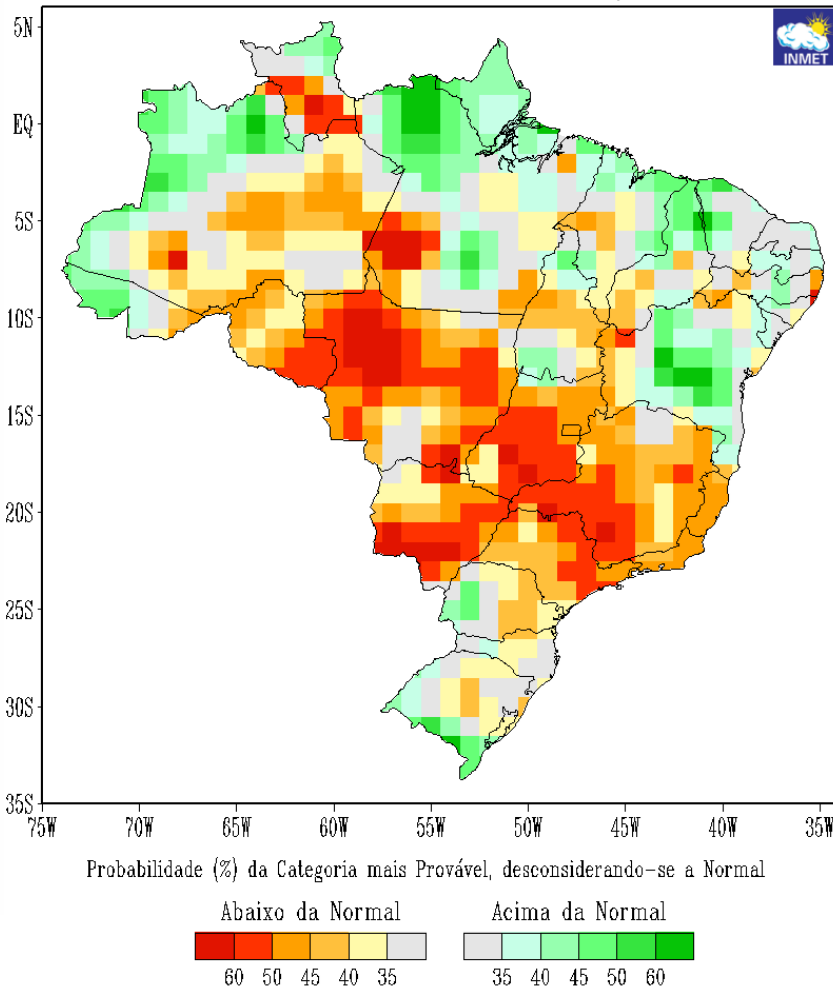 INMET
5N
EQ
5S
10S
15S
20S
25S
30S
35S
75W 70W 65W 60W 55W 50W 45W 40W 35W
Probabilidade (%) da Categoria mais Provável, desconsiderando-se a Normal
Abaixo da Normal Acima da Normal
60 50 45 40 35 35 40 45 50 60